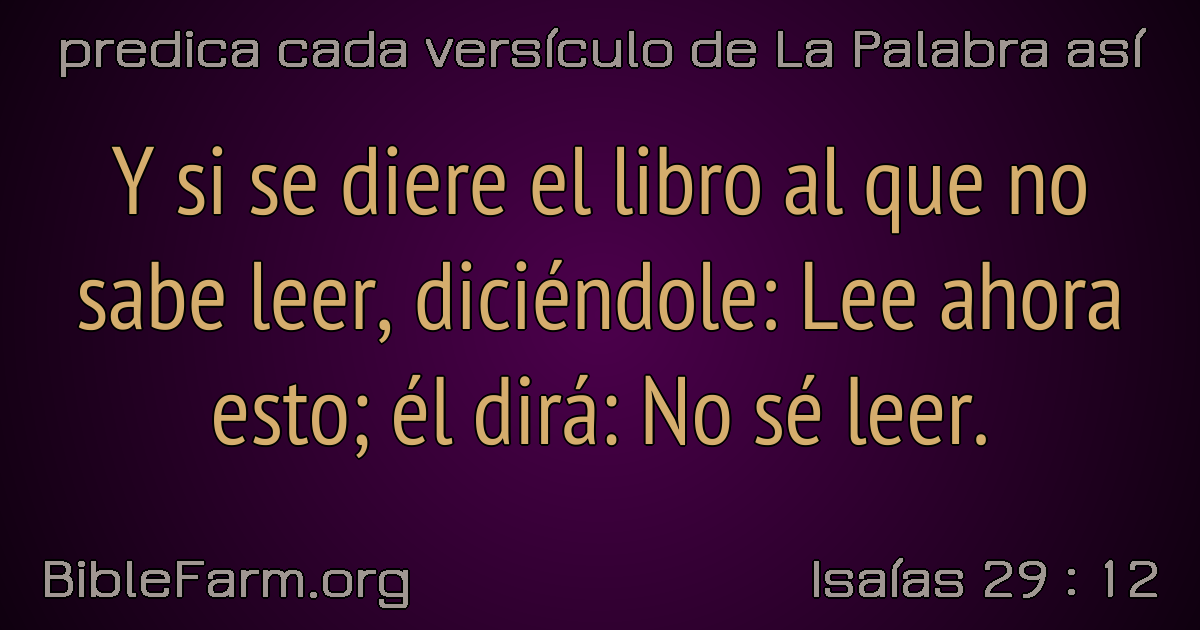 predica cada versículo de La Palabra así
Y si se diere el libro al que no
sabe leer, diciéndole: Lee ahora
esto; él dirá: No sé leer.
BibleFarm.org
Isaías 29 : 12